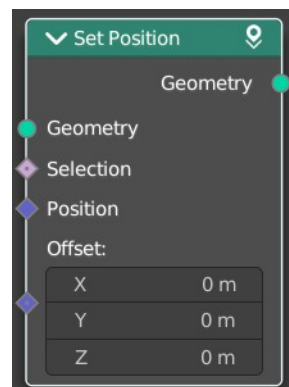 Set Position
Geometry
Geometry
Selection
Position
Offset:
X 0 m
Y 0 m
Z 0 m